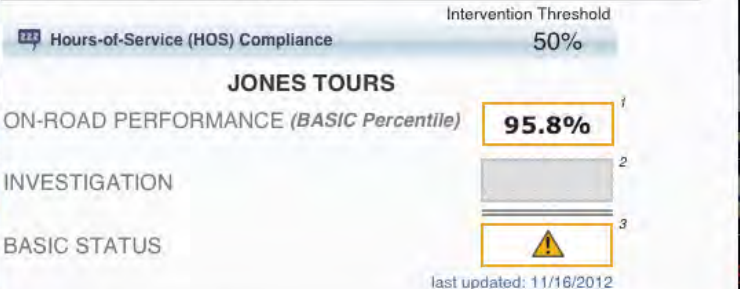 Intervention Threshold
zzz Hours-of-Service (HOS) Compliance 50%
JONES TOURS
ON-ROAD PERFORMANCE (BASIC Percentile) 95.8% 1
INVESTIGATION 2
BASIC STATUS 3
last updated: 11/16/2012